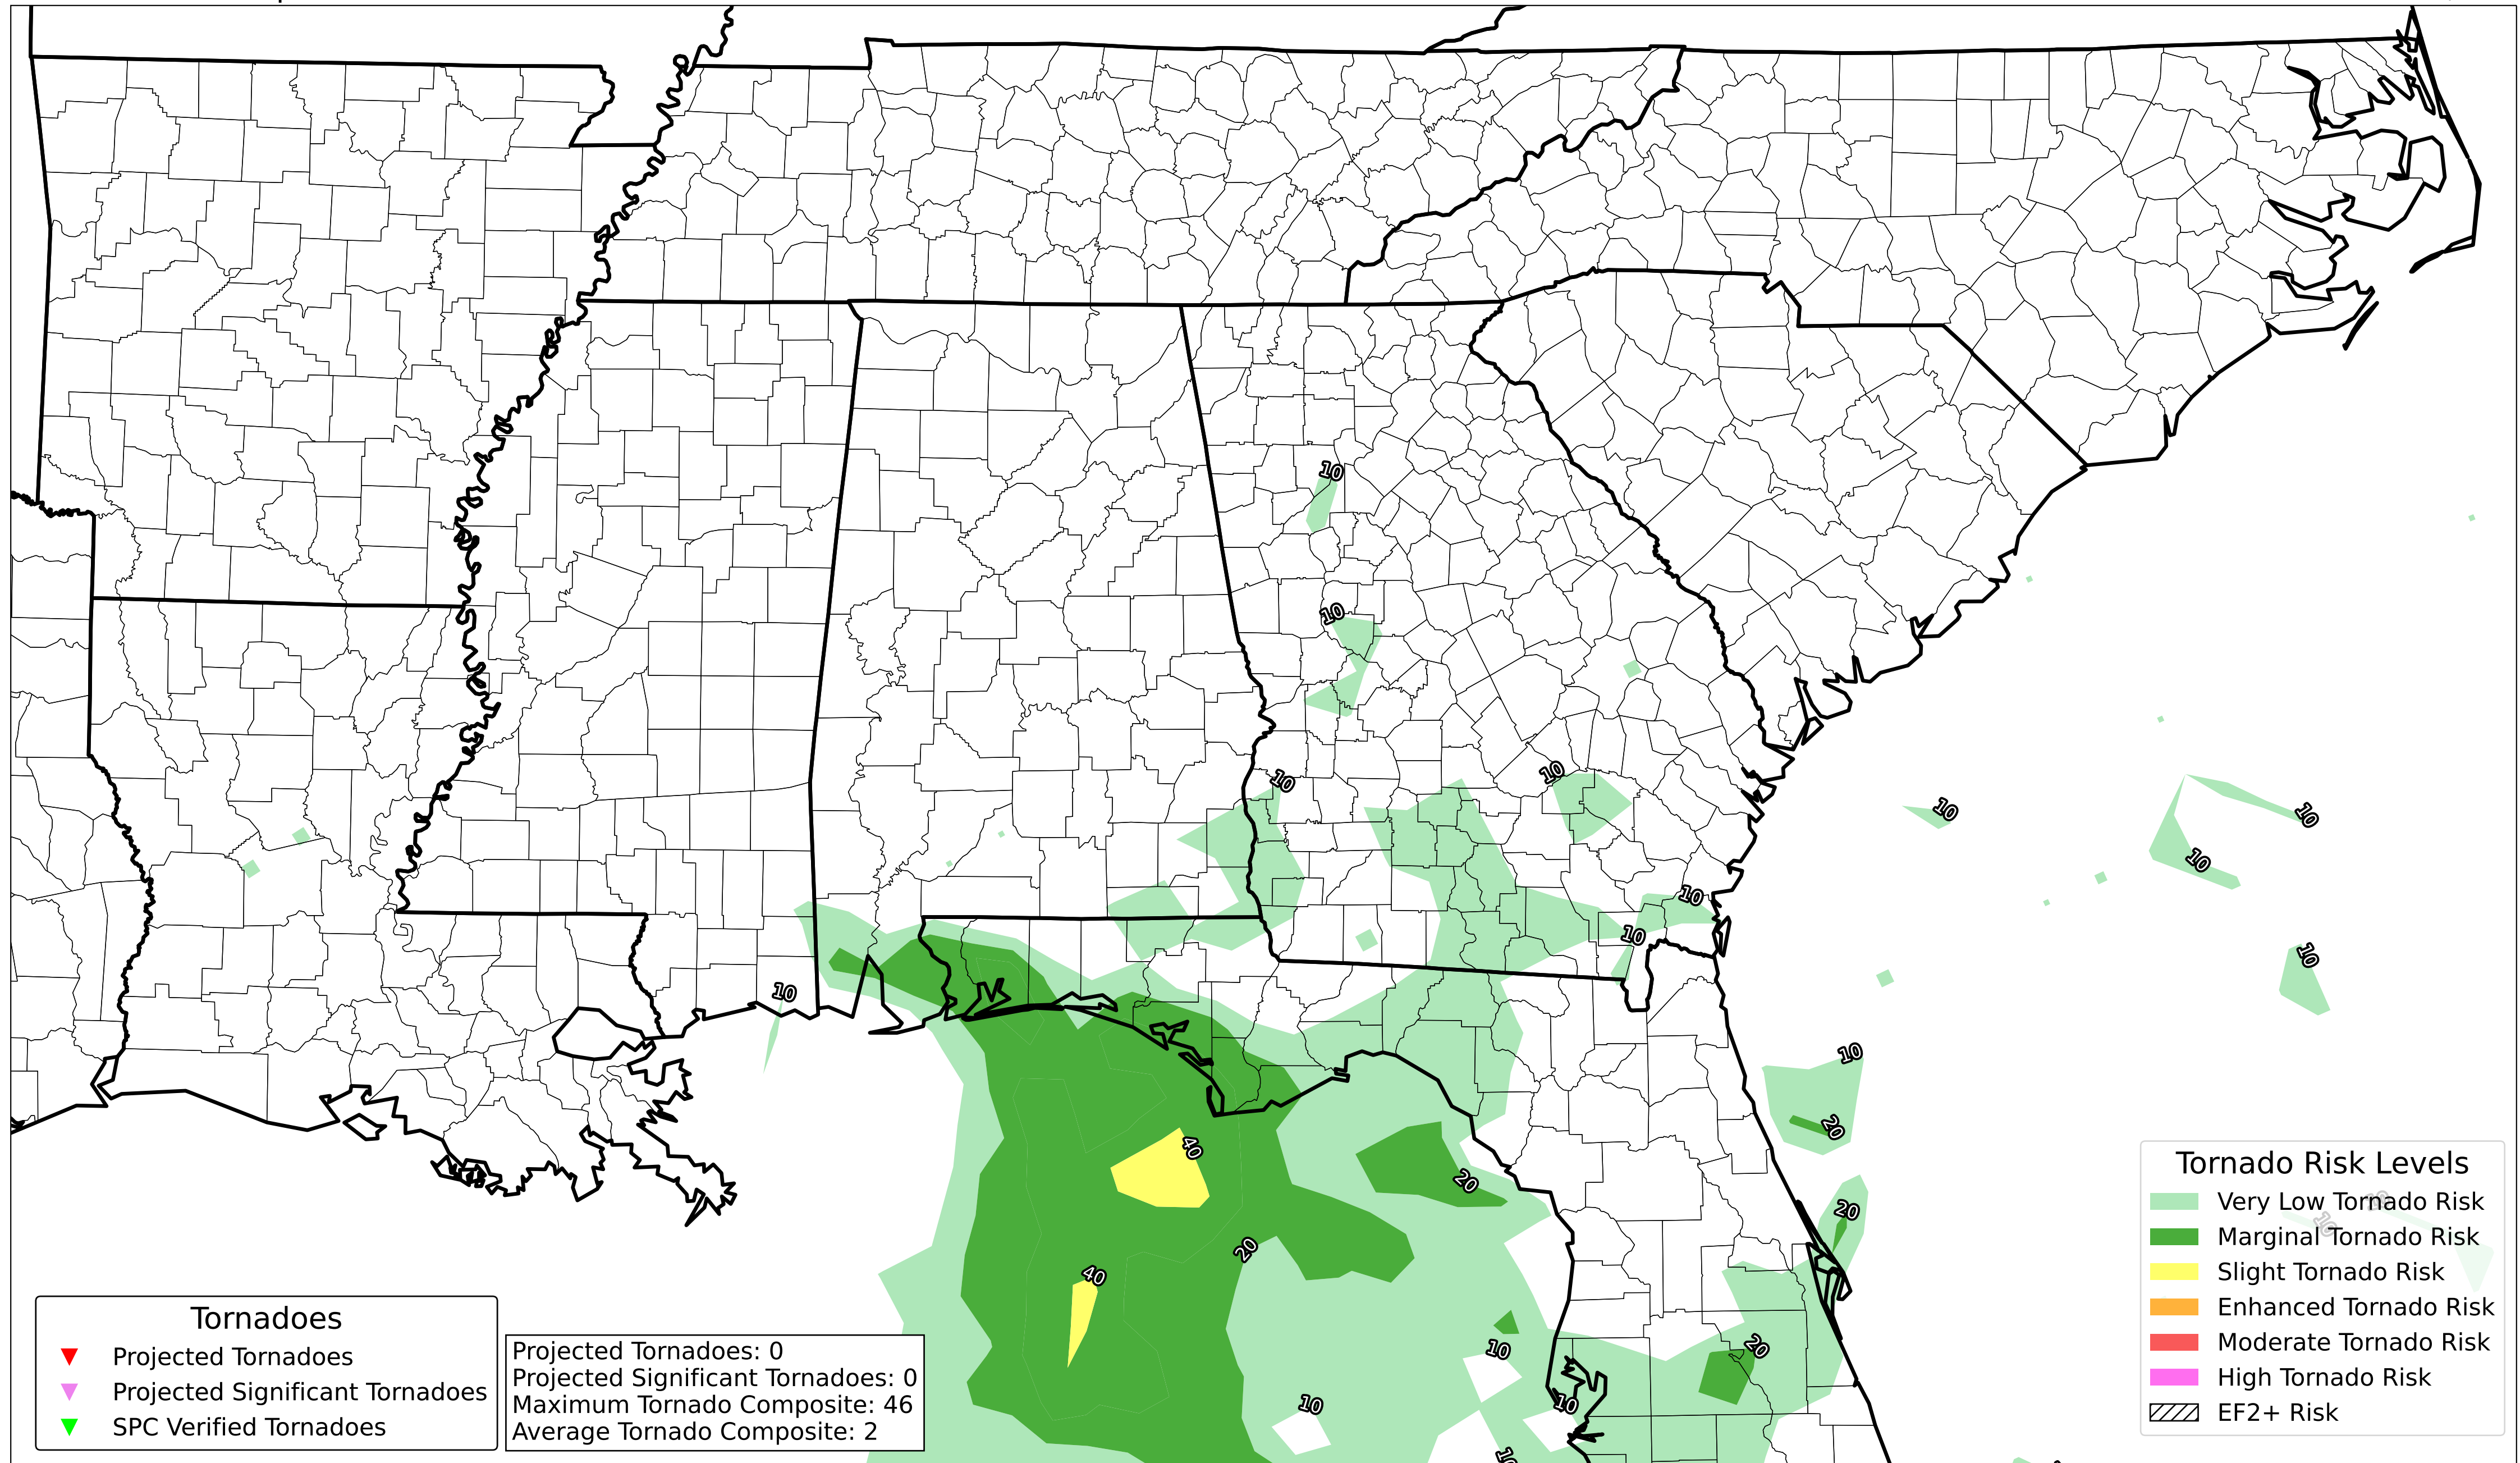 10
10
10
10
10
10
10
10
10
10
10
10
20
40
20
20
20
40
10
20
10
10
10
Tornadoes
Projected Tornadoes
Projected Significant Tornadoes
SPC Verified Tornadoes
Projected Tornadoes: 0
Projected Significant Tornadoes: 0
Maximum Tornado Composite: 46
Average Tornado Composite: 2
Tornado Risk Levels
Very Low Tornado Risk
Marginal Tornado Risk
Slight Tornado Risk
Enhanced Tornado Risk
Moderate Tornado Risk
High Tornado Risk
EF2+ Risk